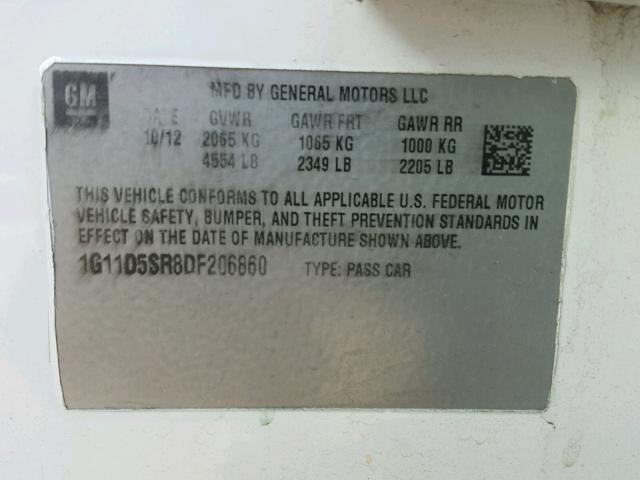 GM
MFD BY GENERAL MOTORS LLC
DATE GVWR GAWR FRT GAWR RR
10/12 2065 KG 1065 KG 1000 KG
4554 LB 2349 LB 2205 LB
THIS VEHICLE CONFORMS TO ALL APPLICABLE U.S. FEDERAL MOTOR
VEHICLE SAFETY, BUMPER, AND THEFT PREVENTION STANDARDS IN
EFFECT ON THE DATE OF MANUFACTURE SHOWN ABOVE.
1G11D5SR8DF206860 TYPE: PASS CAR